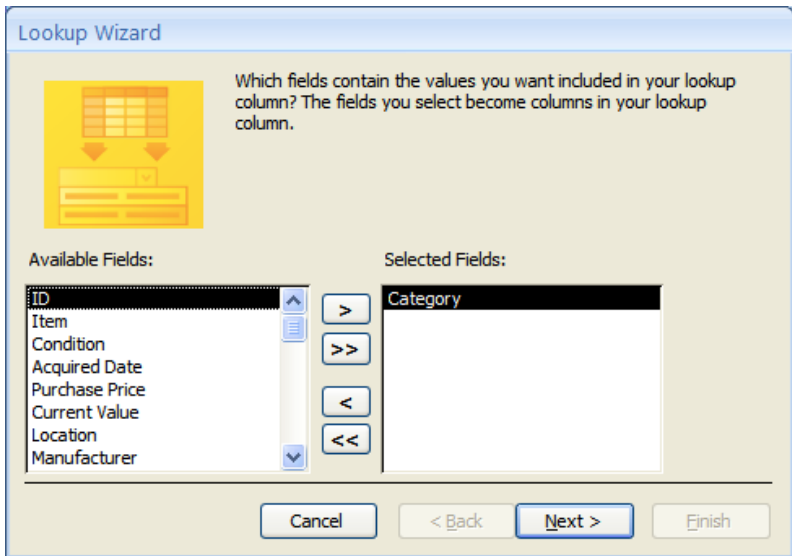 Lookup Wizard
Which fields contain the values you want included in your lookup
column? The fields you select become columns in your lookup
column.
Available Fields:
Selected Fields:
ID
Item
Condition
Acquired Date
Purchase Price
Current Value
Location
Manufacturer
>
>>
<
<<
Category
Cancel
< Back
Next >
Finish